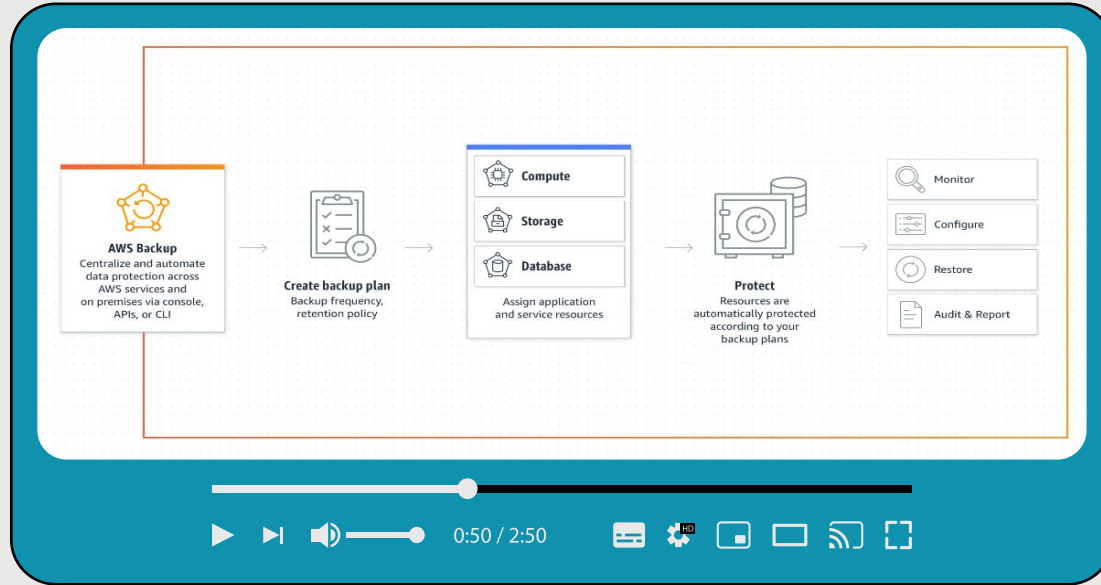 AWS Backup
Centralize and automate
data protection across
AWS services and
on premises via console,
APIs, or CLI
Create backup plan
Backup frequency,
retention policy
Compute
Storage
Database
Assign application
and service resources
Protect
Resources are
automatically protected
according to your
backup plans
Monitor
Configure
Restore
Audit & Report
0:50 / 2:50
HD